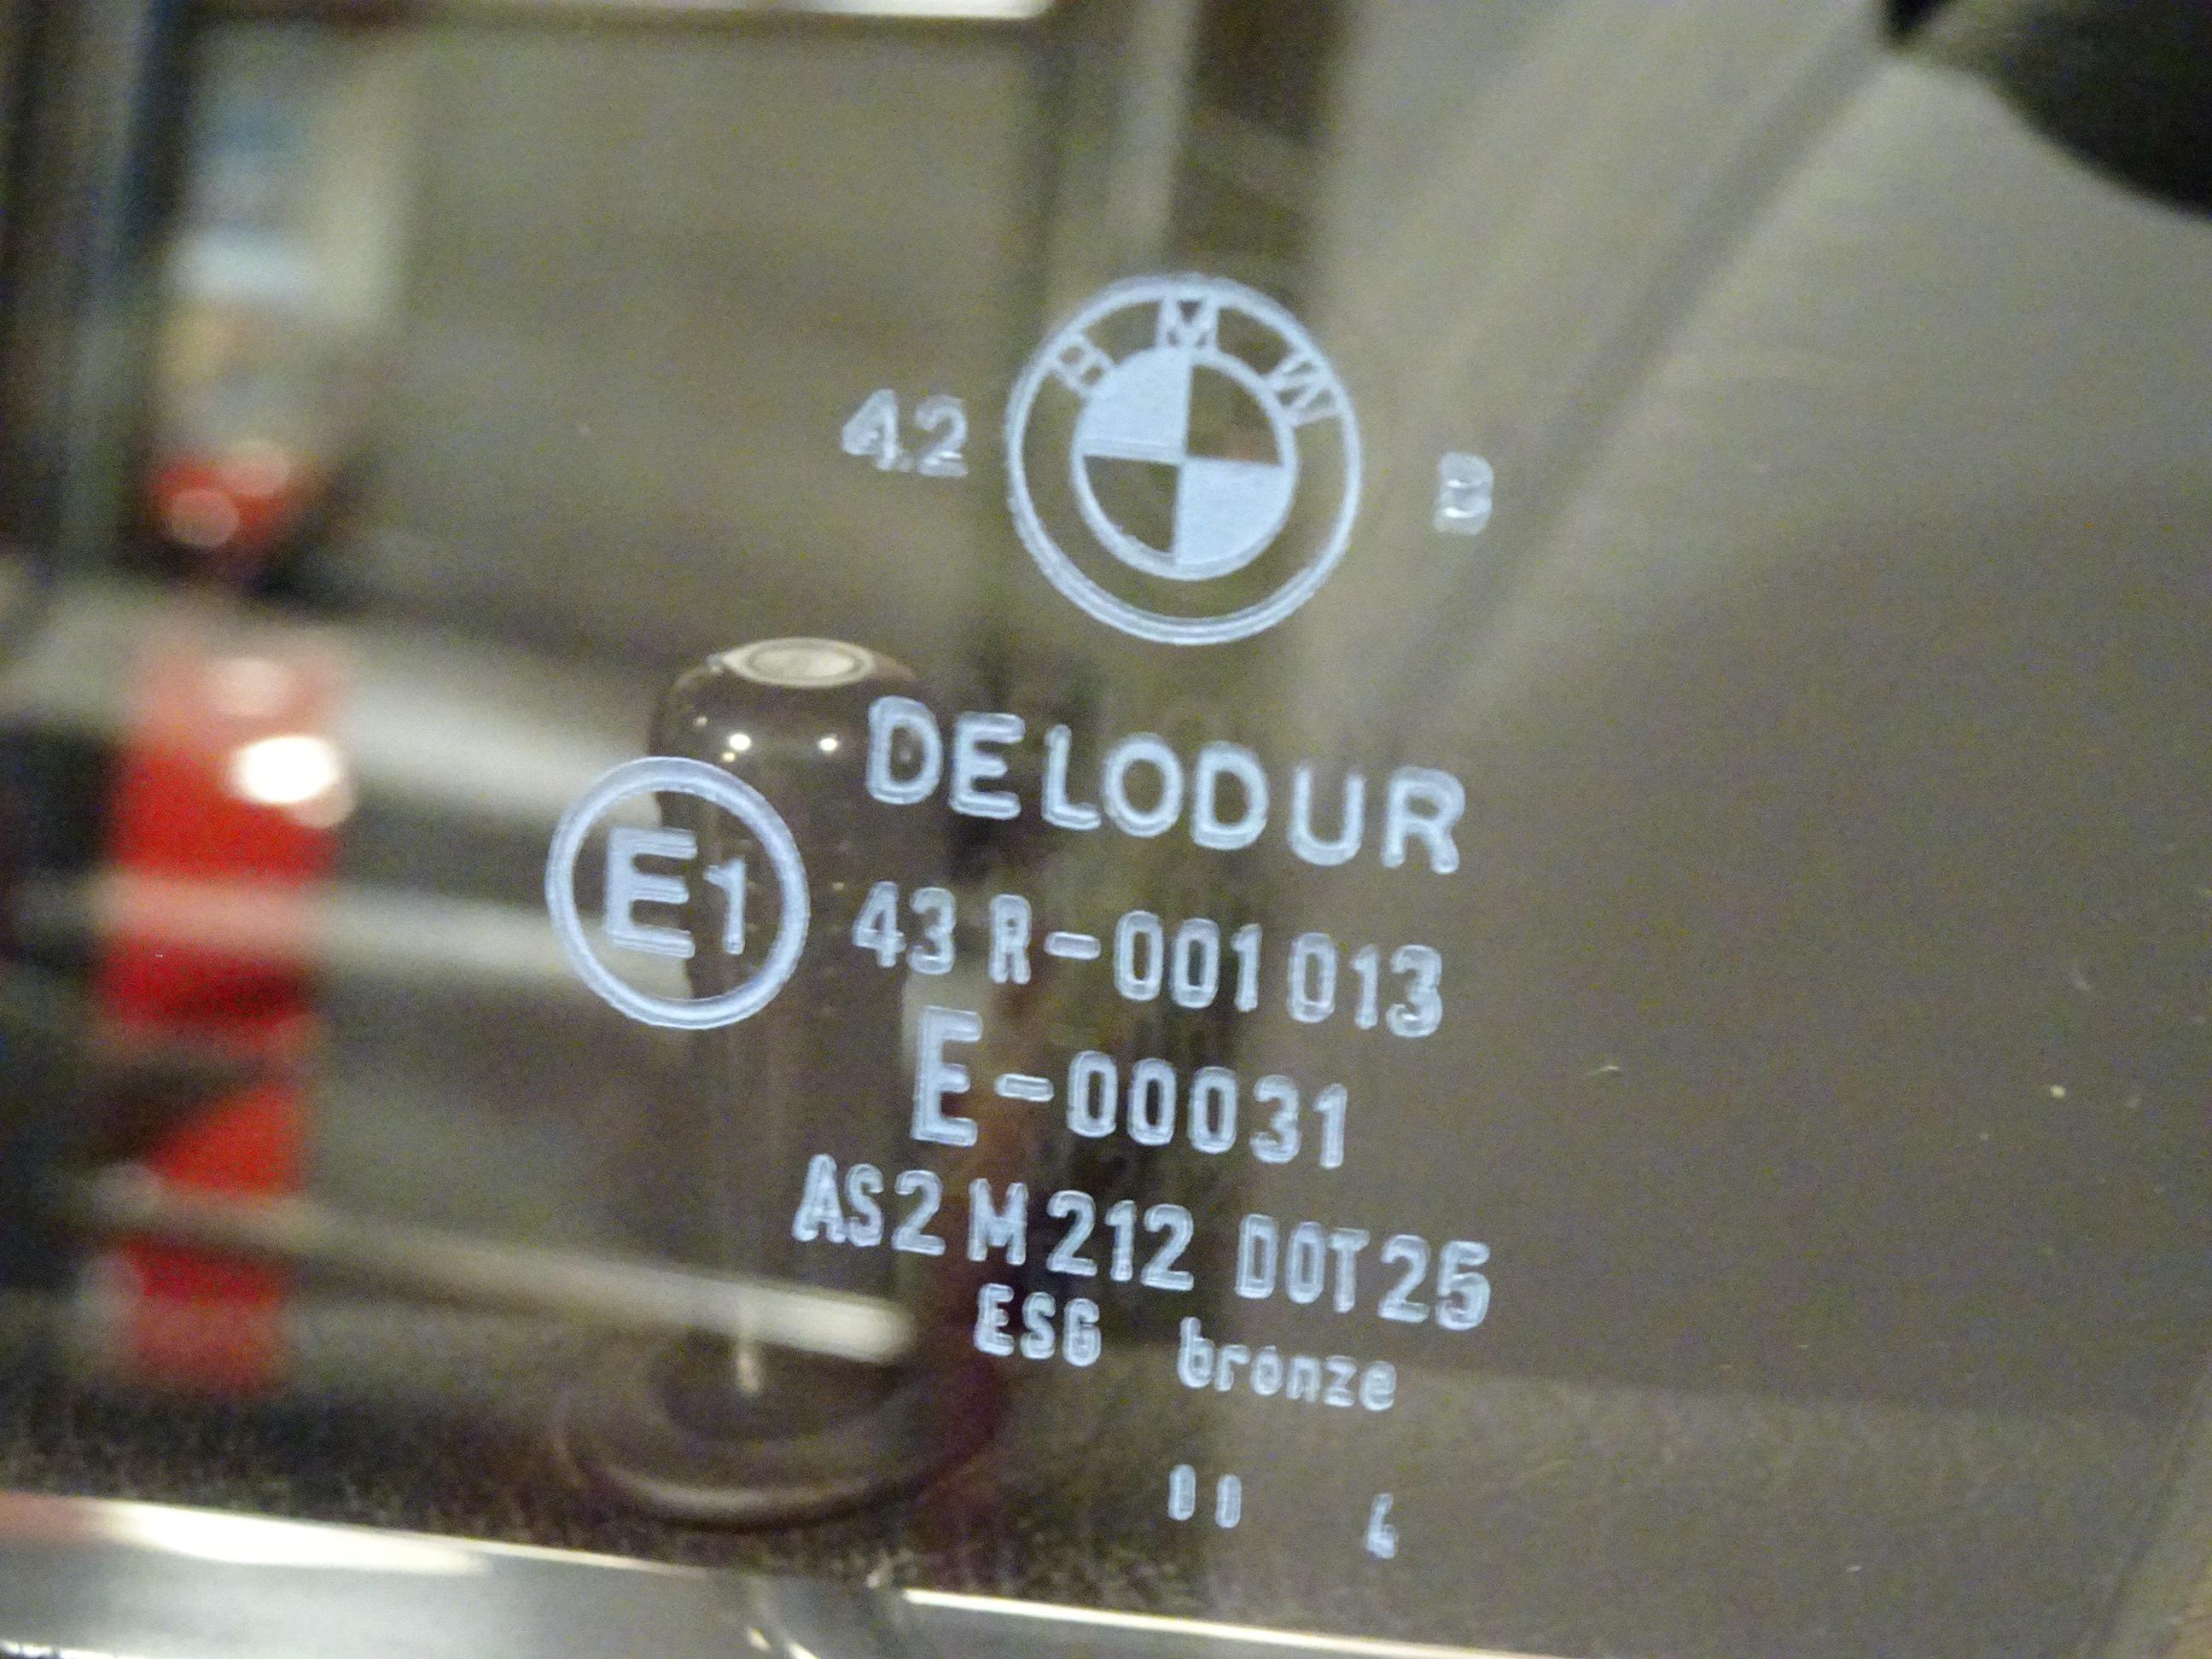 BMW
42 B
DELODUR
E1
43 R-001013
E-00031
AS2 M212 DOT25
ESG bronze